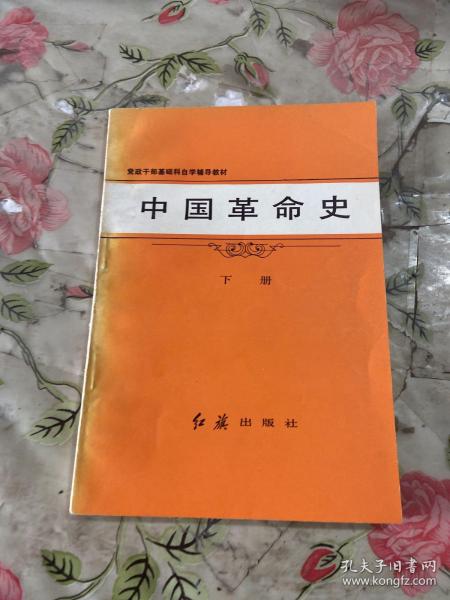 党政干部基础科自学辅导教材
中国革命史
下册
红旗出版社
孔夫子旧书网
www.kongfz.com